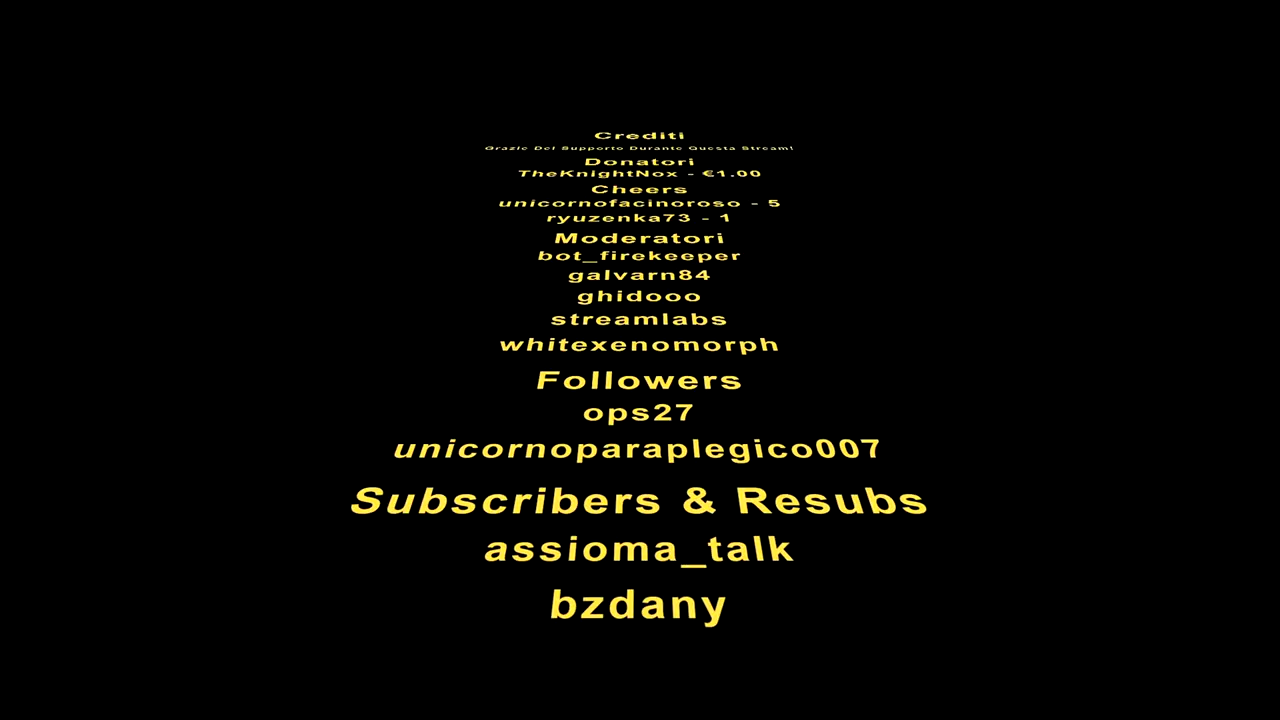 Crediti
Grazie Del Supporto Durante Questa Stream!
Donatori
TheKnightNox - €1.00
Cheers
unicornofacinoroso - 5
ryuzenka73 - 1
Moderatori
bot_firekeeper
galvarn84
ghidooo
streamlabs
whitexenomorph
Followers
ops27
unicornoparaplegico007
Subscribers & Resubs
assioma_talk
bzdany